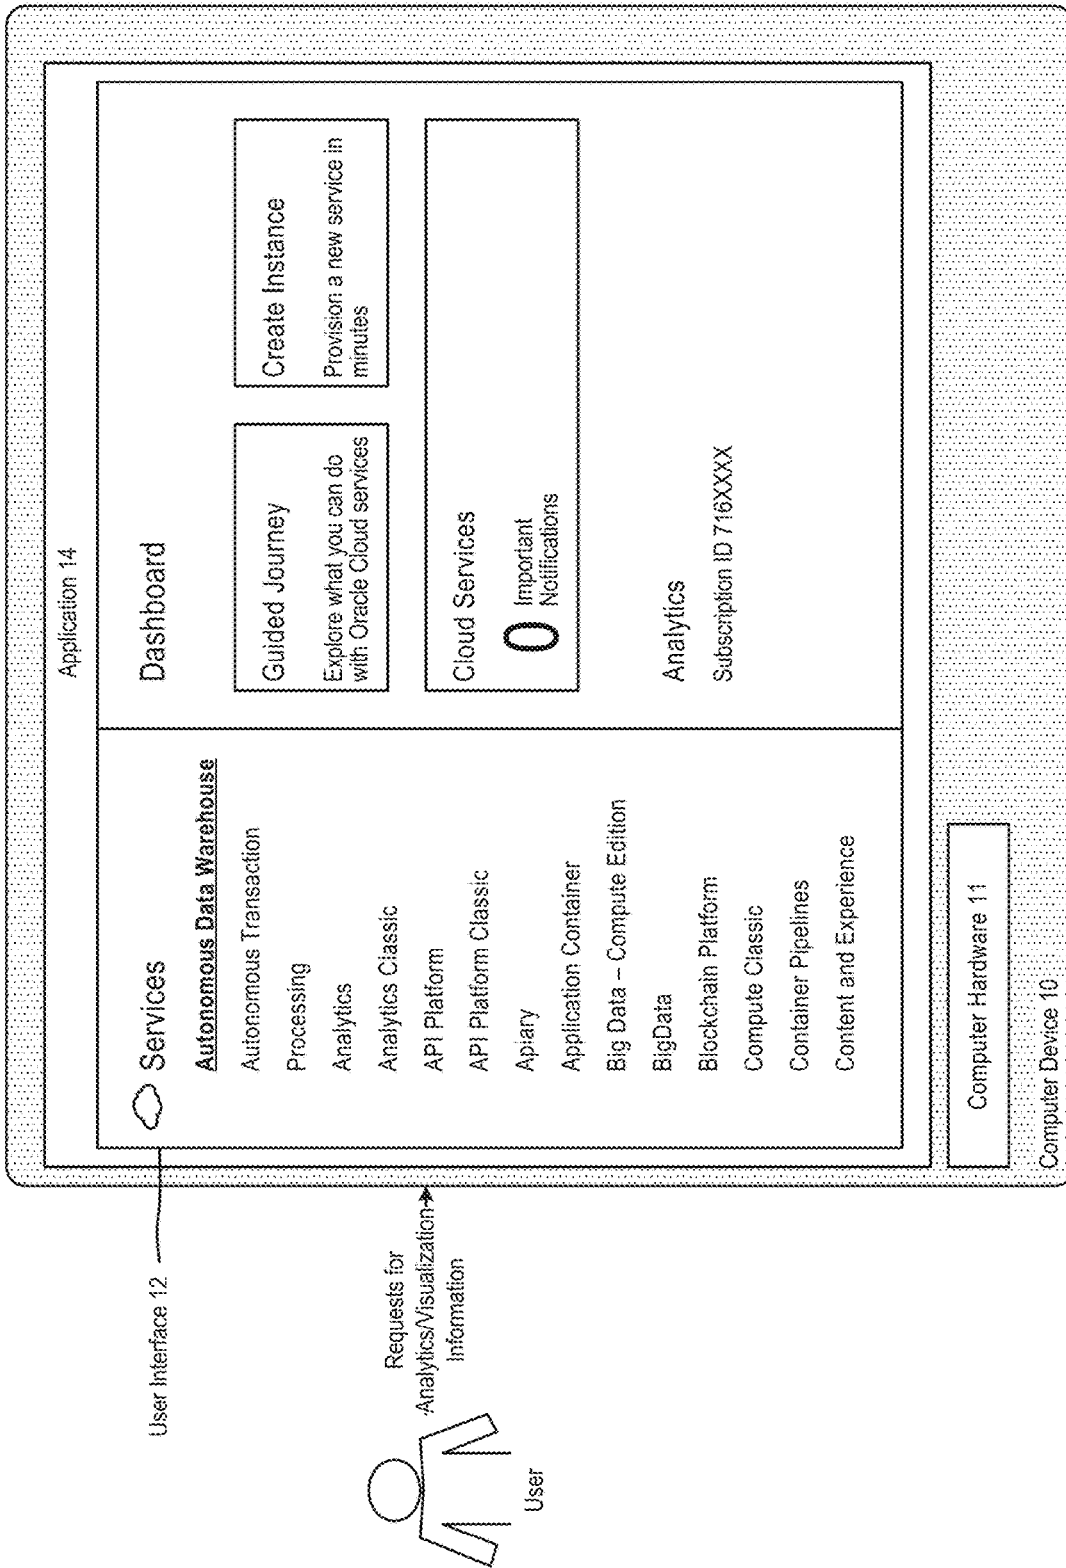 User Interface 12
Requests for
Analytics/Visualization
Information
User
Application 14
Services
Autonomous Data Warehouse
Autonomous Transaction
Processing
Analytics
Analytics Classic
API Platform
API Platform Classic
Apiary
Application Container
Big Data – Compute Edition
BigData
Blockchain Platform
Compute Classic
Container Pipelines
Content and Experience
Dashboard
Guided Journey
Explore what you can do
with Oracle Cloud services
Create Instance
Provision a new service in
minutes
Cloud Services
0 Important
Notifications
Analytics
Subscription ID 716XXXX
Computer Hardware 11
Computer Device 10